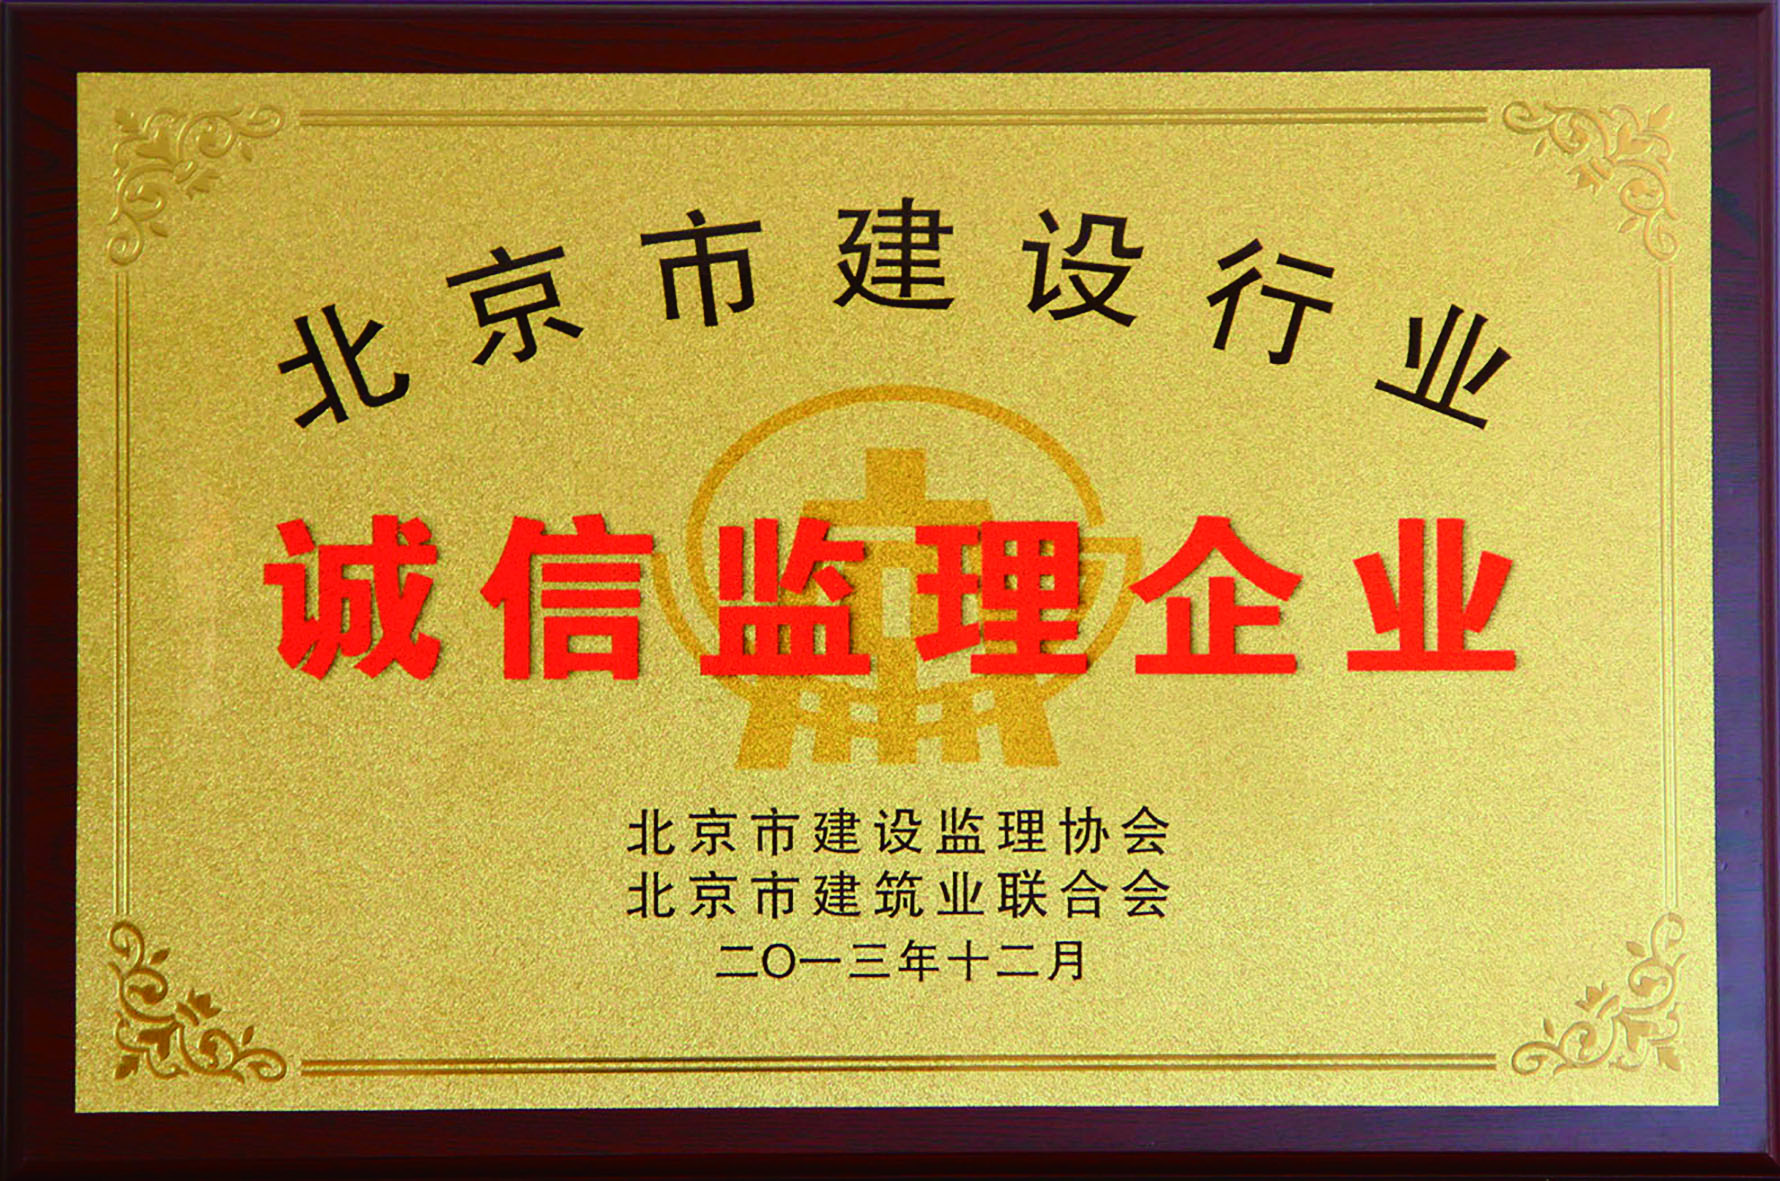 北京市建设行业
诚信监理企业
北京市建设监理协会
北京市建筑业联合会
二〇一三年十二月